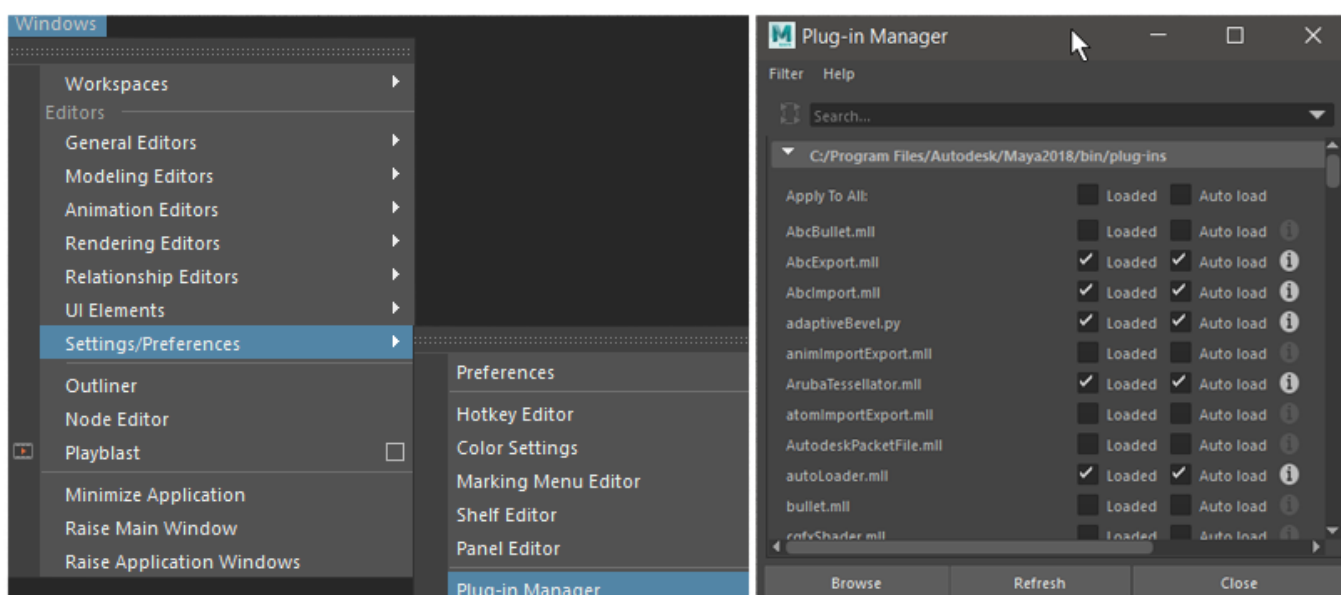 Windows
Workspaces
Editors
General Editors
Modeling Editors
Animation Editors
Rendering Editors
Relationship Editors
UI Elements
Settings/Preferences
Outliner
Node Editor
Playblast
Minimize Application
Raise Main Window
Raise Application Windows
Preferences
Hotkey Editor
Color Settings
Marking Menu Editor
Shelf Editor
Panel Editor
Plug-in Manager
Plug-in Manager
Filter Help
Search...
C:/Program Files/Autodesk/Maya2018/bin/plug-ins
Apply To All: Loaded Auto load
AbcBullet.mll Loaded Auto load
AbcExport.mll Loaded Auto load
AbcImport.mll Loaded Auto load
adaptiveBevel.py Loaded Auto load
animImportExport.mll Loaded Auto load
ArubaTessellator.mll Loaded Auto load
atomImportExport.mll Loaded Auto load
AutodeskPacketFile.mll Loaded Auto load
autoLoader.mll Loaded Auto load
bullet.mll Loaded Auto load
cgfxShader.mll Loaded Auto load
Browse Refresh Close